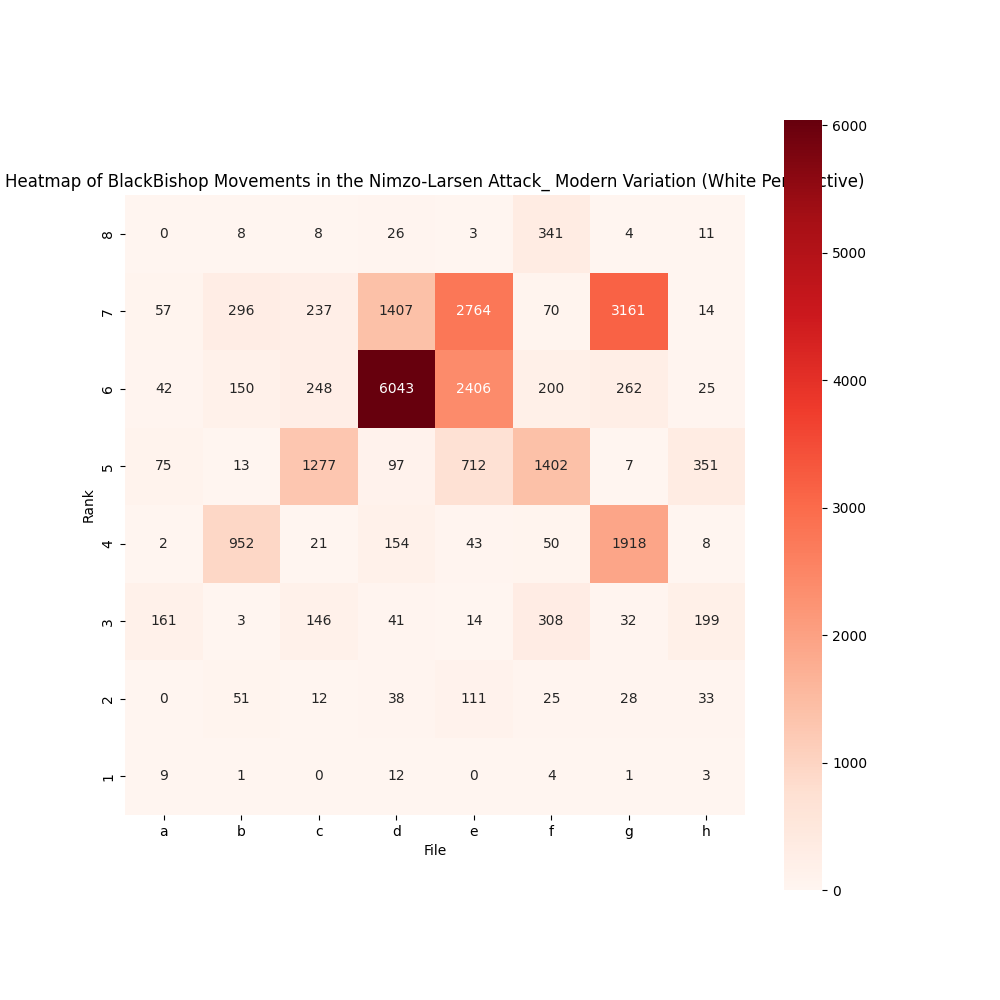 6000
Heatmap of BlackBishop Movements in the Nimzo-Larsen Attack_ Modern Variation (White Pe ctive)
8 0 8 8 26 3 341 4 11
5000
7 57 296 237 1407 2764 70 3161 14
4000
6 42 150 248 6043 2406 200 262 25
5 75 13 1277 97 712 1402 7 351
3000
Rank
4 2 952 21 154 43 50 1918 8
2000
3 161 3 146 41 14 308 32 199
2 0 51 12 38 111 25 28 33
1000
1 9 1 0 12 0 4 1 3
a b c d e f g h
File
0